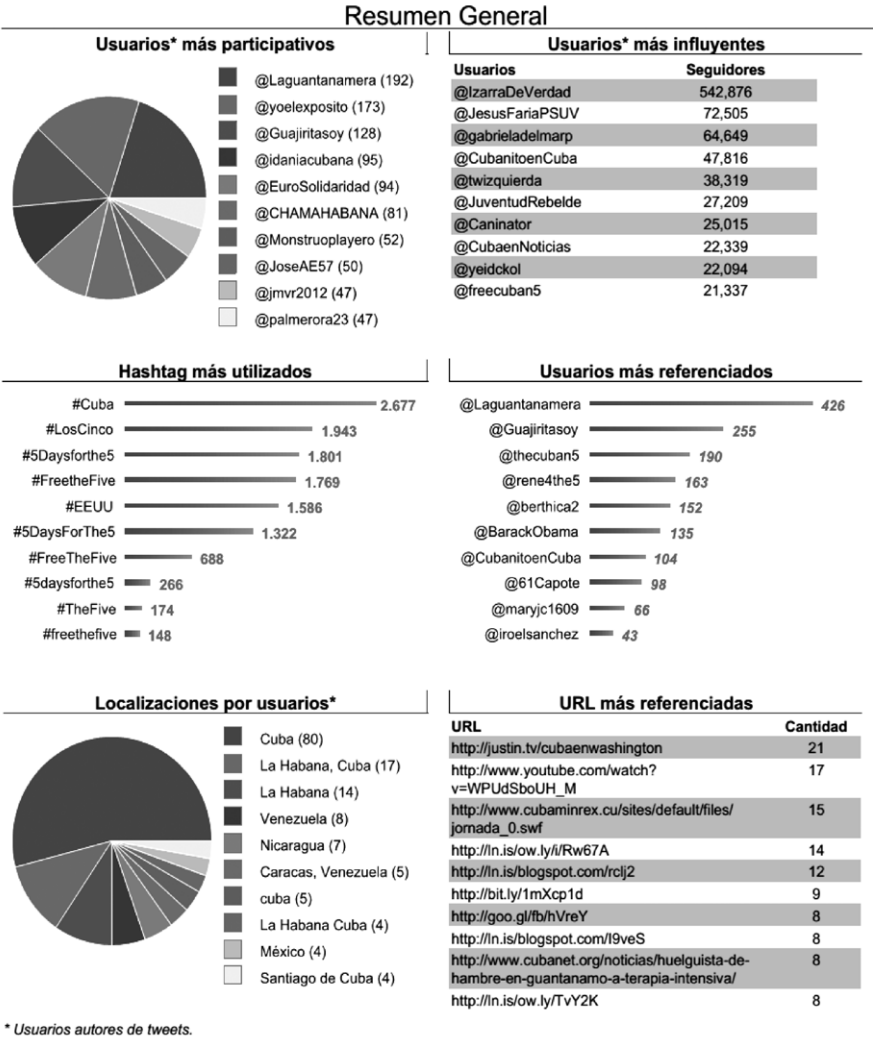 Resumen General
Usuarios* más participativos
@Laguantanamera (192)
@yoelexposito (173)
@Guajiritasoy (128)
@idaniacubana (95)
@EuroSolidaridad (94)
@CHAMAHABANA (81)
@Monstruoplayero (52)
@JoseAE57 (50)
@jmvr2012 (47)
@palmerora23 (47)
Usuarios* más influyentes
Usuarios Seguidores
@IzarraDeVerdad 542,876
@JesusFariaPSUV 72,505
@gabrieladelmarp 64,649
@CubanitoenCuba 47,816
@twizquierda 38,319
@JuventudRebelde 27,209
@Caninator 25,015
@CubaenNoticias 22,339
@yeidckol 22,094
@freecuban5 21,337
Hashtag más utilizados
#Cuba 2.677
#LosCinco 1.943
#5Daysforthe5 1.801
#FreetheFive 1.769
#EEUU 1.586
#5DaysForThe5 1.322
#FreeTheFive 688
#5daysforthe5 266
#TheFive 174
#freethefive 148
Usuarios más referenciados
@Laguantanamera 426
@Guajiritasoy 255
@thecuban5 190
@rene4the5 163
@berthica2 152
@BarackObama 135
@CubanitoenCuba 104
@61Capote 98
@maryjc1609 66
@iroelsanchez 43
Localizaciones por usuarios*
Cuba (80)
La Habana, Cuba (17)
La Habana (14)
Venezuela (8)
Nicaragua (7)
Caracas, Venezuela (5)
cuba (5)
La Habana Cuba (4)
México (4)
Santiago de Cuba (4)
URL más referenciadas
URL Cantidad
http://justin.tv/cubaenwashington 21
http://www.youtube.com/watch? 17
v=WPUdSboUH_M
http://www.cubaminrex.cu/sites/default/files/ 15
jornada_0.swf
http://ln.is/ow.ly/i/Rw67A 14
http://ln.is/blogspot.com/rclj2 12
http://bit.ly/1mXcp1d 9
http://goo.gl/fb/hVreY 8
http://ln.is/blogspot.com/I9veS 8
http://www.cubanet.org/noticias/huelguista-de- 8
hambre-en-guantanamo-a-terapia-intensiva/
http://ln.is/ow.ly/TvY2K 8
* Usuarios autores de tweets.